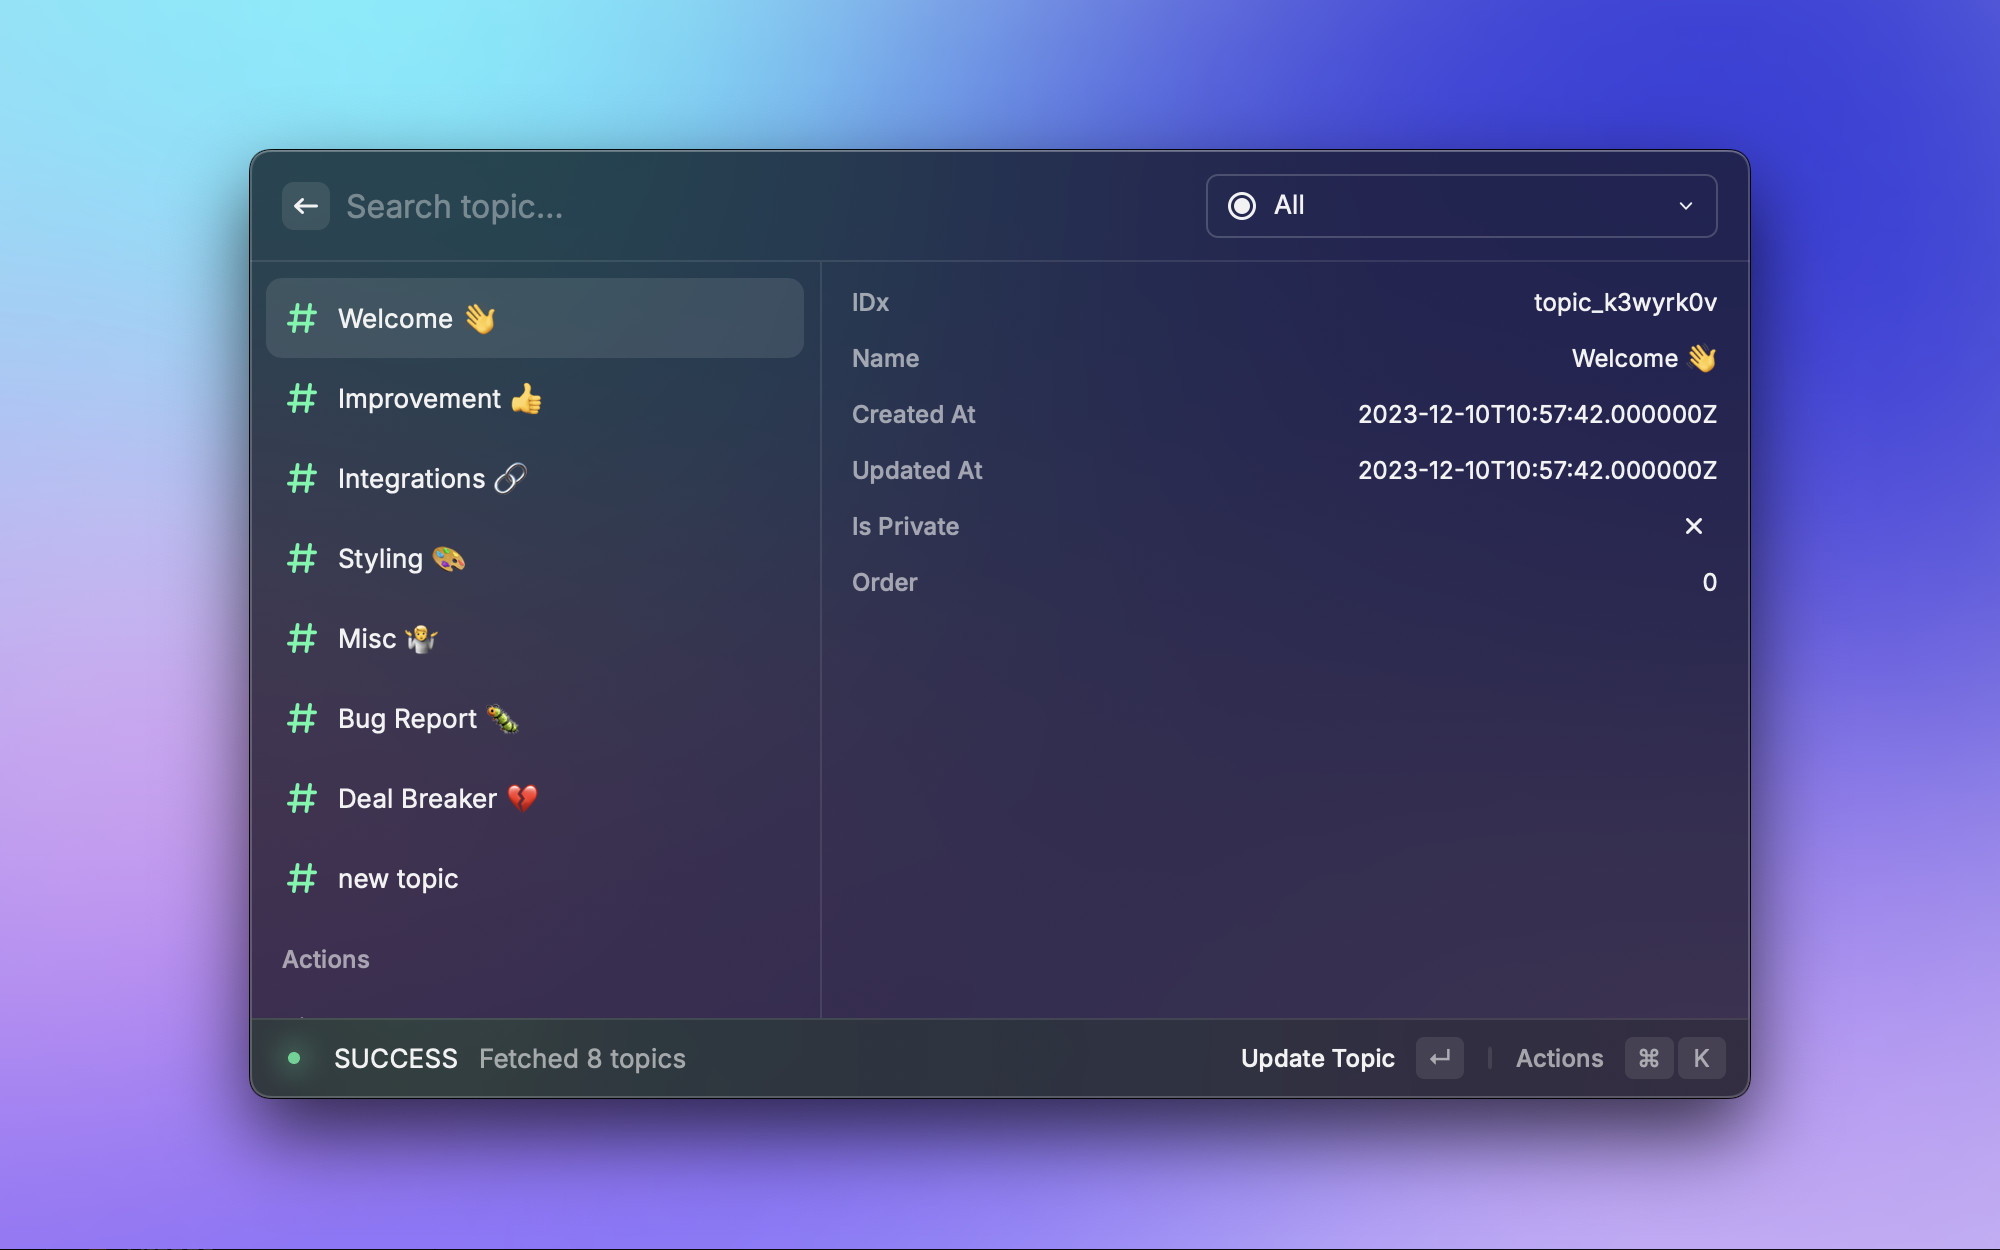 Search topic...
All
# Welcome 👋
# Improvement 👍
# Integrations 🔗
# Styling 🎨
# Misc 🤷
# Bug Report 🐛
# Deal Breaker 💔
# new topic
Actions
IDx topic_k3wyrk0v
Name Welcome 👋
Created At 2023-12-10T10:57:42.000000Z
Updated At 2023-12-10T10:57:42.000000Z
Is Private ✕
Order 0
SUCCESS Fetched 8 topics
Update Topic ↵ | Actions ⌘ K